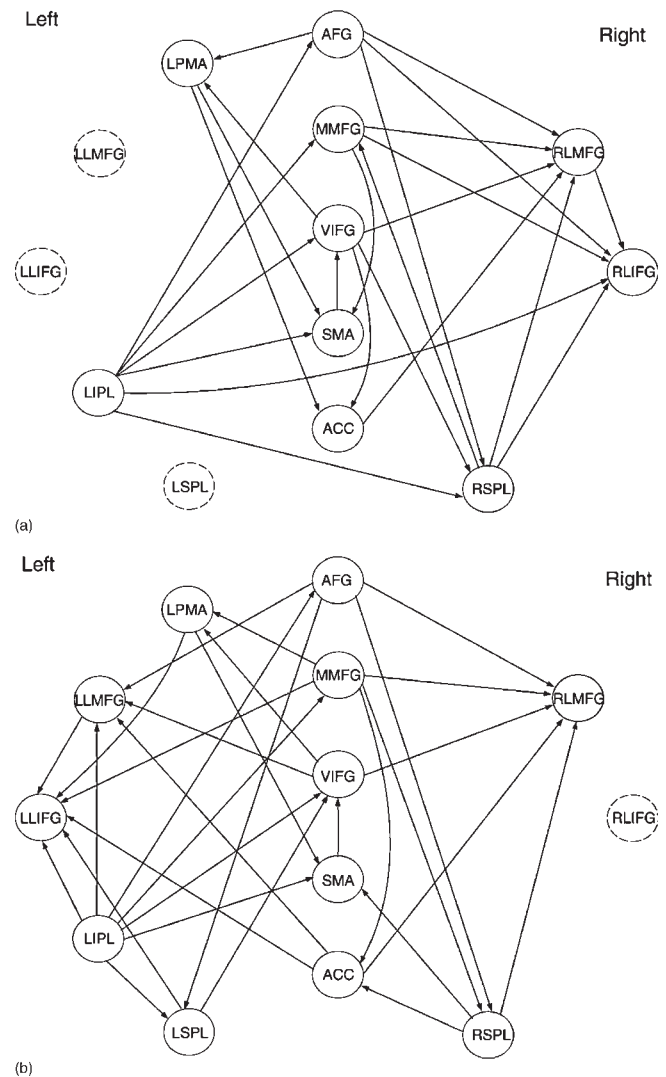 Left
Right
AFG
LPMA
MMFG
LLMFG
RLMFG
VIFG
LLIFG
RLIFG
SMA
LIPL
ACC
LSPL
RSPL
(a)
Left
Right
AFG
LPMA
MMFG
LLMFG
RLMFG
VIFG
LLIFG
RLIFG
SMA
LIPL
ACC
LSPL
RSPL
(b)